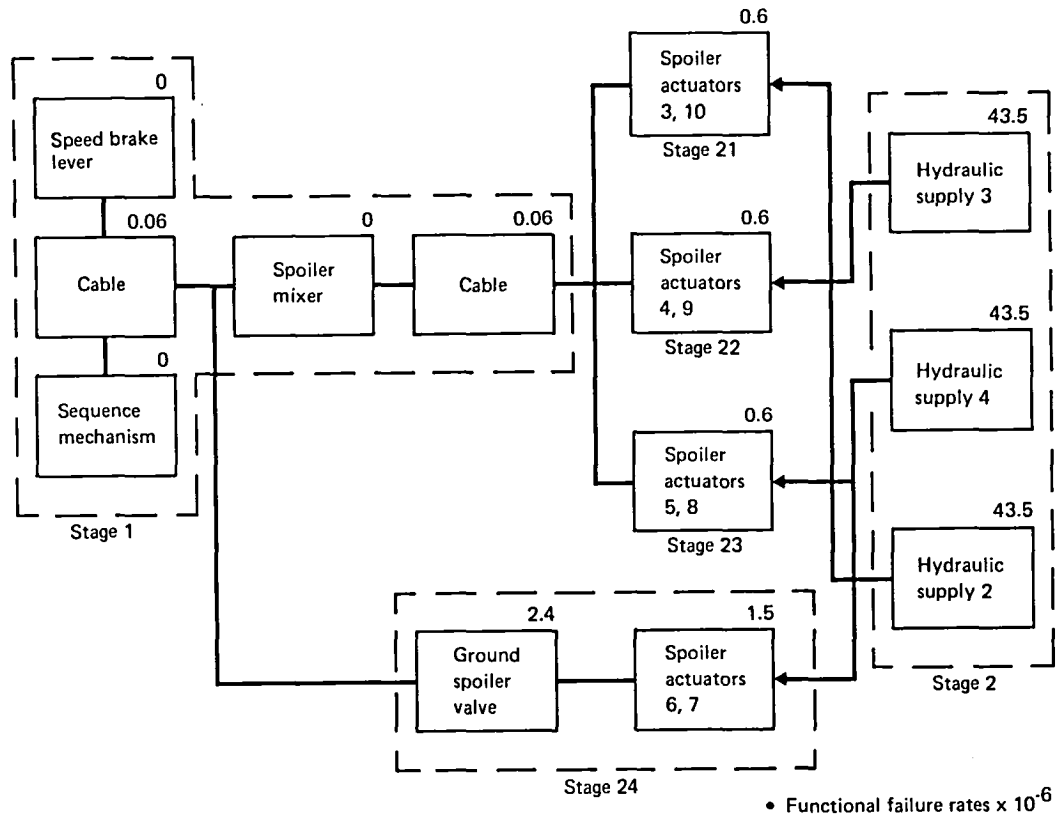 0
Speed brake
lever
0.06
Cable
0
Sequence
mechanism
Stage 1
0
Spoiler
mixer
0.06
Cable
0.6
Spoiler
actuators
3, 10
Stage 21
0.6
Spoiler
actuators
4, 9
Stage 22
0.6
Spoiler
actuators
5, 8
Stage 23
2.4
Ground
spoiler
valve
1.5
Spoiler
actuators
6, 7
Stage 24
43.5
Hydraulic
supply 3
43.5
Hydraulic
supply 4
43.5
Hydraulic
supply 2
Stage 2
• Functional failure rates x 10⁻⁶